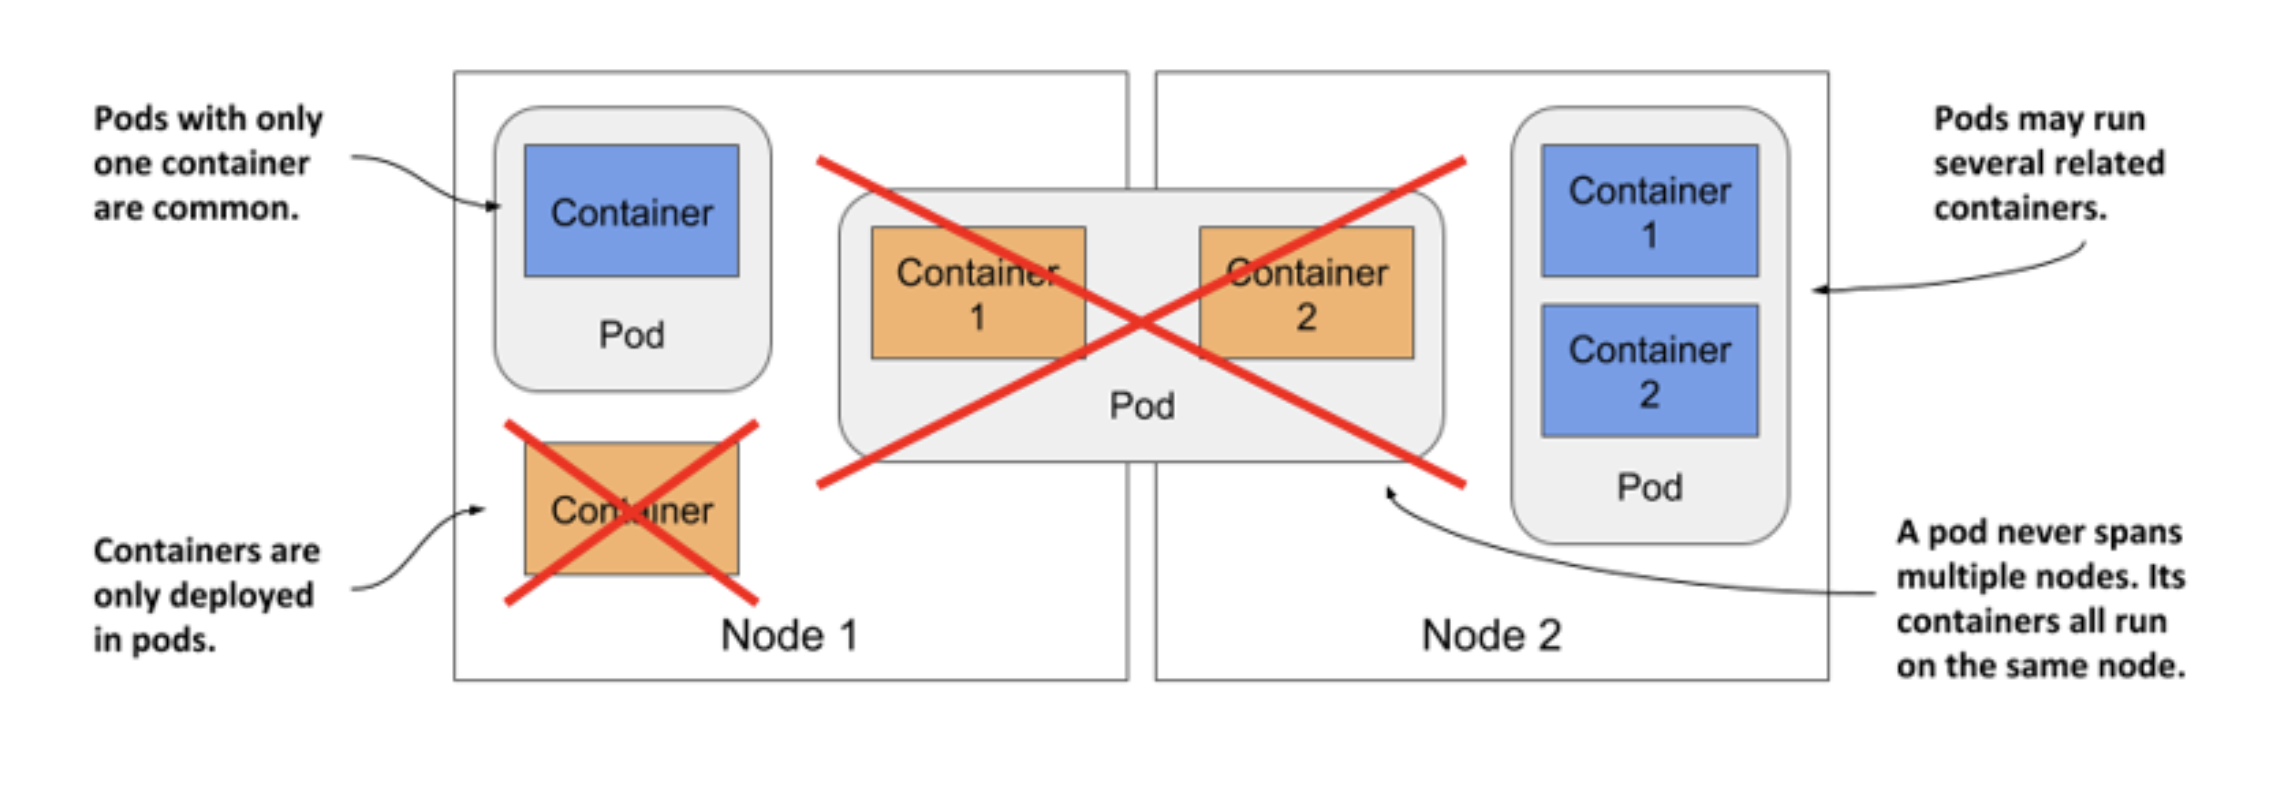 Pods with only
one container
are common.
Container
Pod
Containers are
only deployed
in pods.
Container
Node 1
Container
1
Container
2
Pod
Container
1
Container
2
Pod
Node 2
Pods may run
several related
containers.
A pod never spans
multiple nodes. Its
containers all run
on the same node.